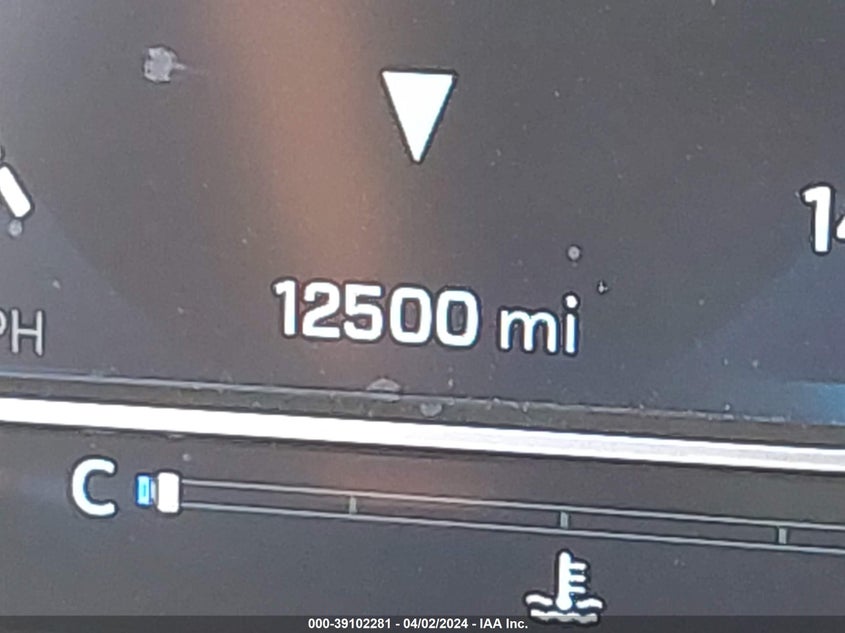 12500 mi
PH
C
000-39102281 - 04/02/2024 - IAA Inc.